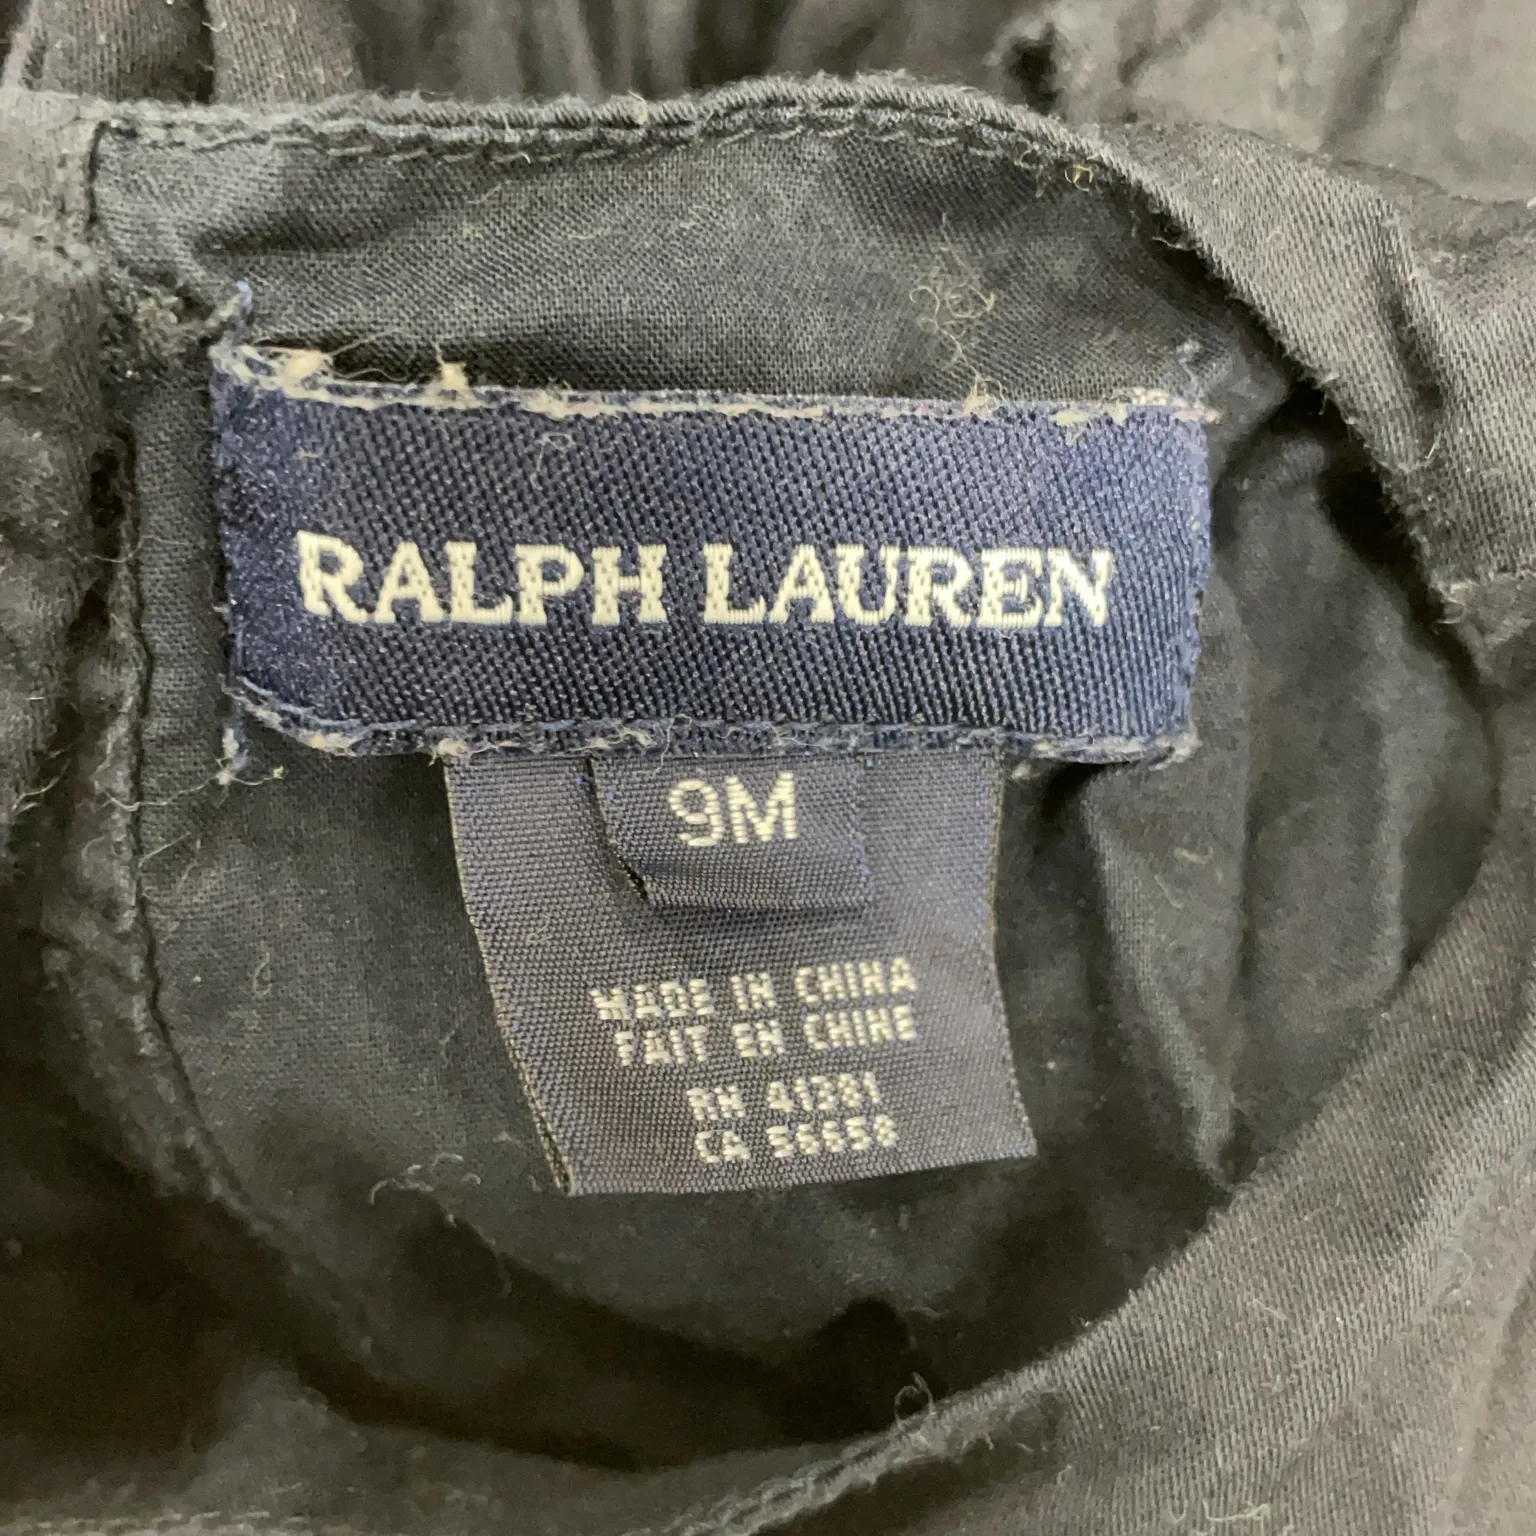 RALPH LAUREN
9M
MADE IN CHINA
FAIT EN CHINE
RN 41381
CA 56658